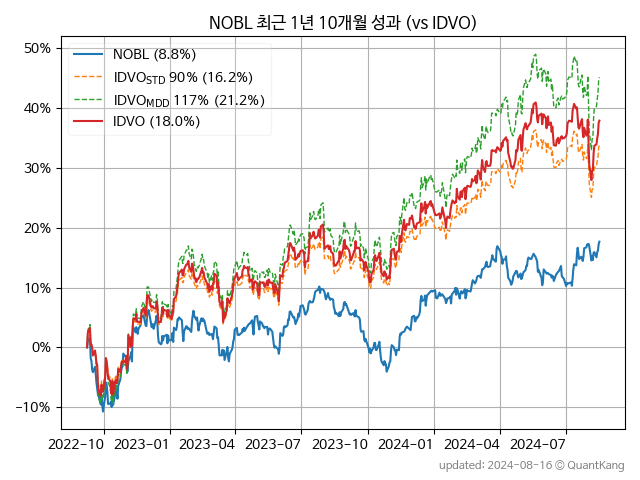 NOBL 최근 1년 10개월 성과 (vs IDVO)
50%
40%
30%
20%
10%
0%
−10%
NOBL (8.8%)
IDVOSTD 90% (16.2%)
IDVOMDD 117% (21.2%)
IDVO (18.0%)
2022−10 2023−01 2023−04 2023−07 2023−10 2024−01 2024−04 2024−07
updated: 2024-08-16 © QuantKang